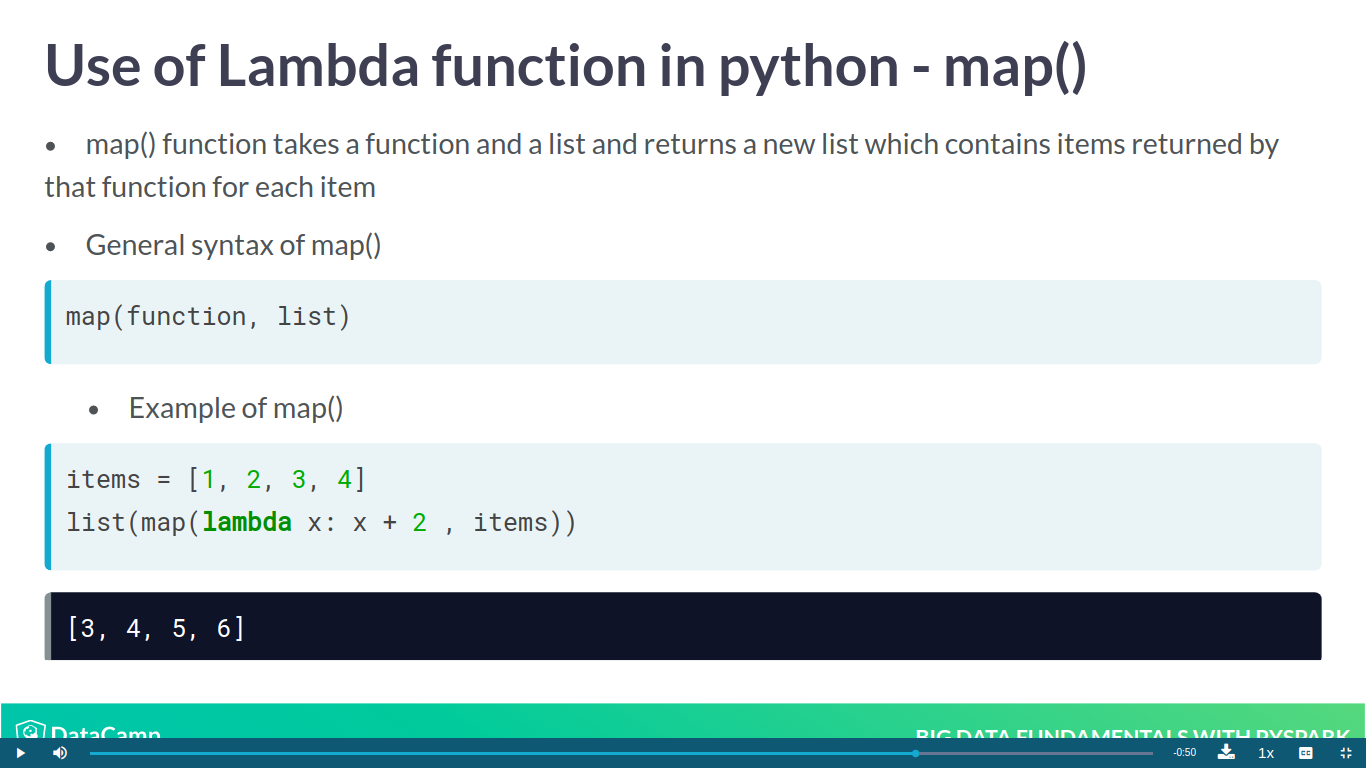 Use of Lambda function in python - map()
• map() function takes a function and a list and returns a new list which contains items returned by
that function for each item
• General syntax of map()
map(function, list)
• Example of map()
items = [1, 2, 3, 4]
list(map(lambda x: x + 2 , items))
[3, 4, 5, 6]
DataCamp
BIG DATA FUNDAMENTALS WITH PYSPARK
-0:50
1x
CC